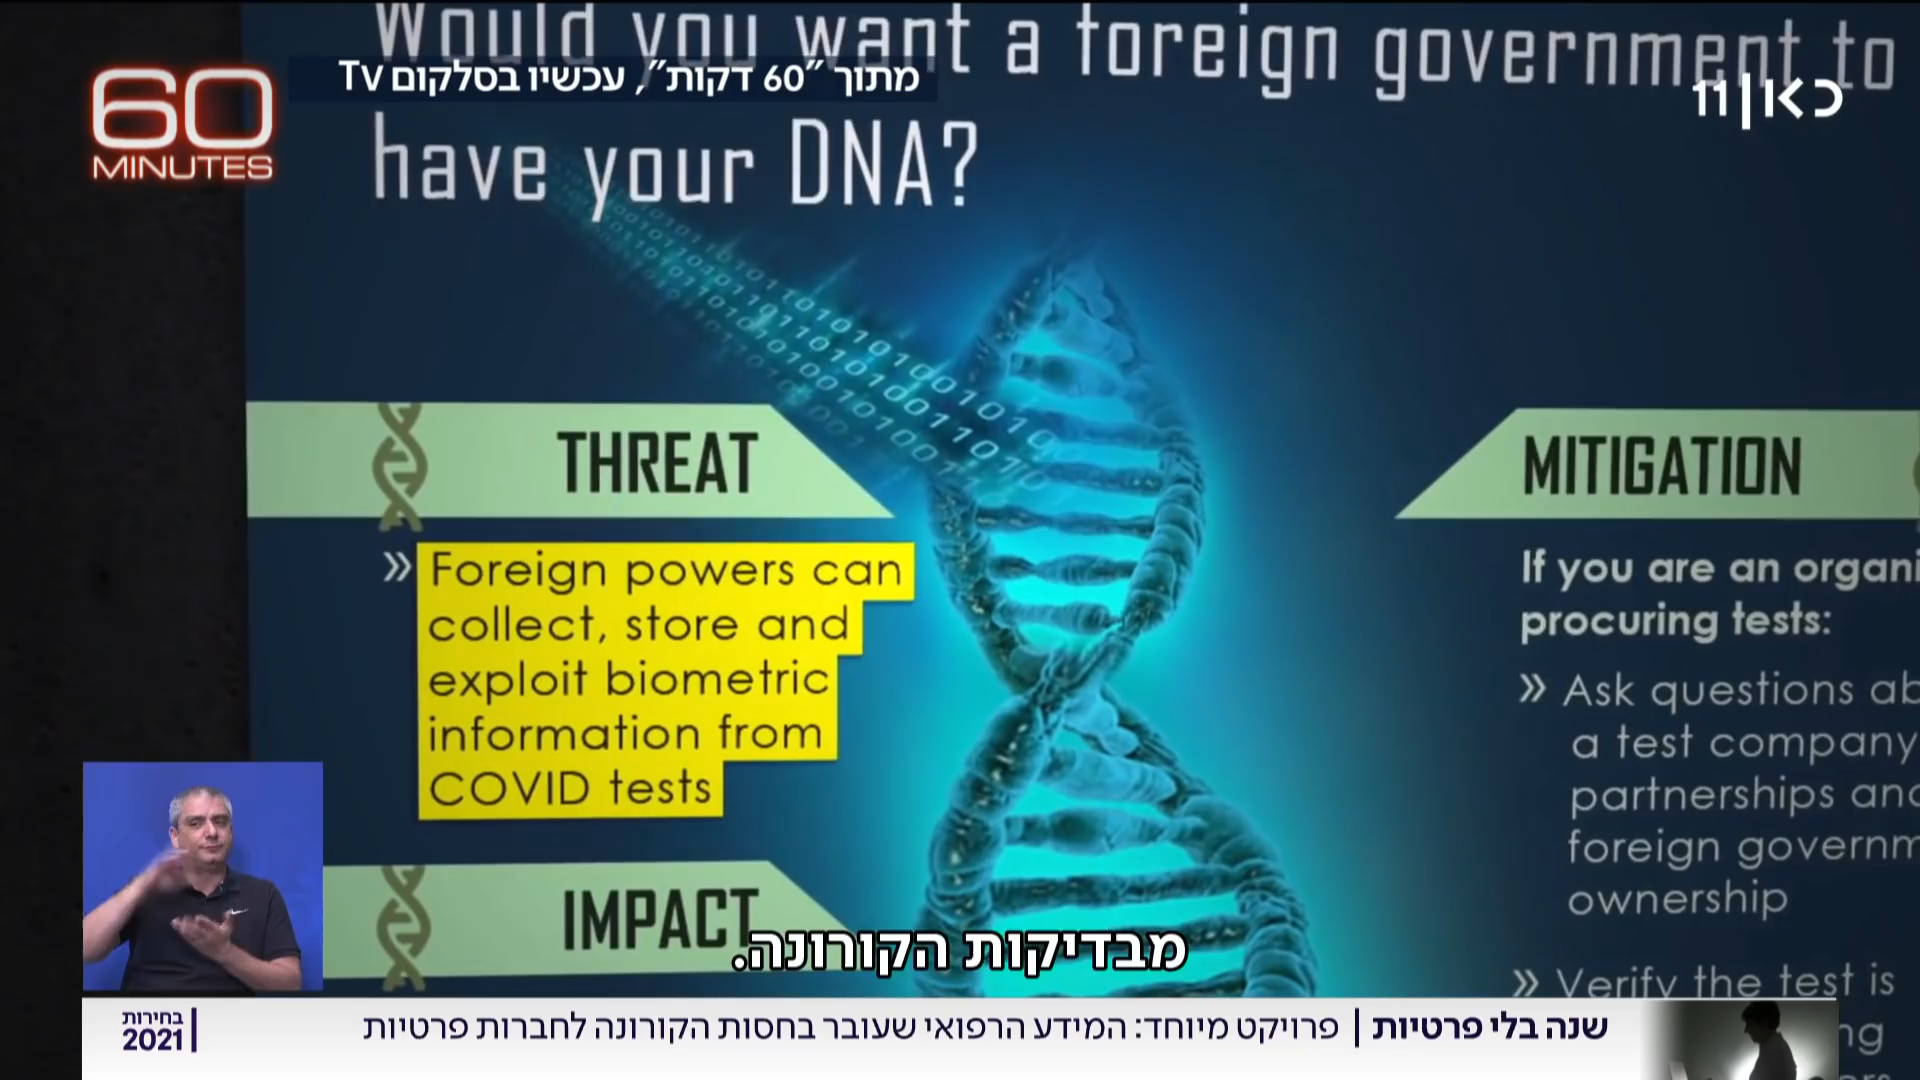 Would you want a foreign government to
have your DNA?
60
MINUTES
מתוך "60 דקות", עכשיו בסלקום TV
כאן|11
THREAT
» Foreign powers can
collect, store and
exploit biometric
information from
COVID tests
IMPACT
MITIGATION
If you are an organi
procuring tests:
» Ask questions ab
a test company
partnerships and
foreign governm
ownership
» Verify the test is
ng
מבדיקות הקורונה.
שנה בלי פרטיות | פרויקט מיוחד: המידע הרפואי שעובר בחסות הקורונה לחברות פרטיות
בחירות
2021